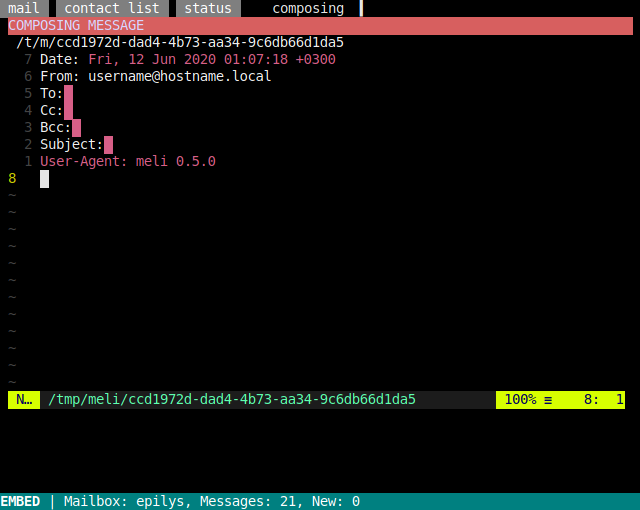 mail contact list status composing
COMPOSING MESSAGE
/t/m/ccd1972d-dad4-4b73-aa34-9c6db66d1da5
7 Date: Fri, 12 Jun 2020 01:07:18 +0300
6 From: username@hostname.local
5 To:
4 Cc:
3 Bcc:
2 Subject:
1 User-Agent: meli 0.5.0
8
~
~
~
~
~
~
~
~
~
~
~
~
N… /tmp/meli/ccd1972d-dad4-4b73-aa34-9c6db66d1da5 100% ≡ 8: 1
EMBED | Mailbox: epilys, Messages: 21, New: 0